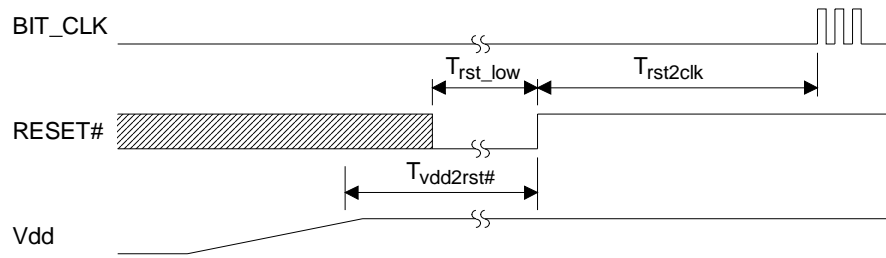 BIT_CLK
Trst_low
Trst2clk
RESET#
Tvdd2rst#
Vdd